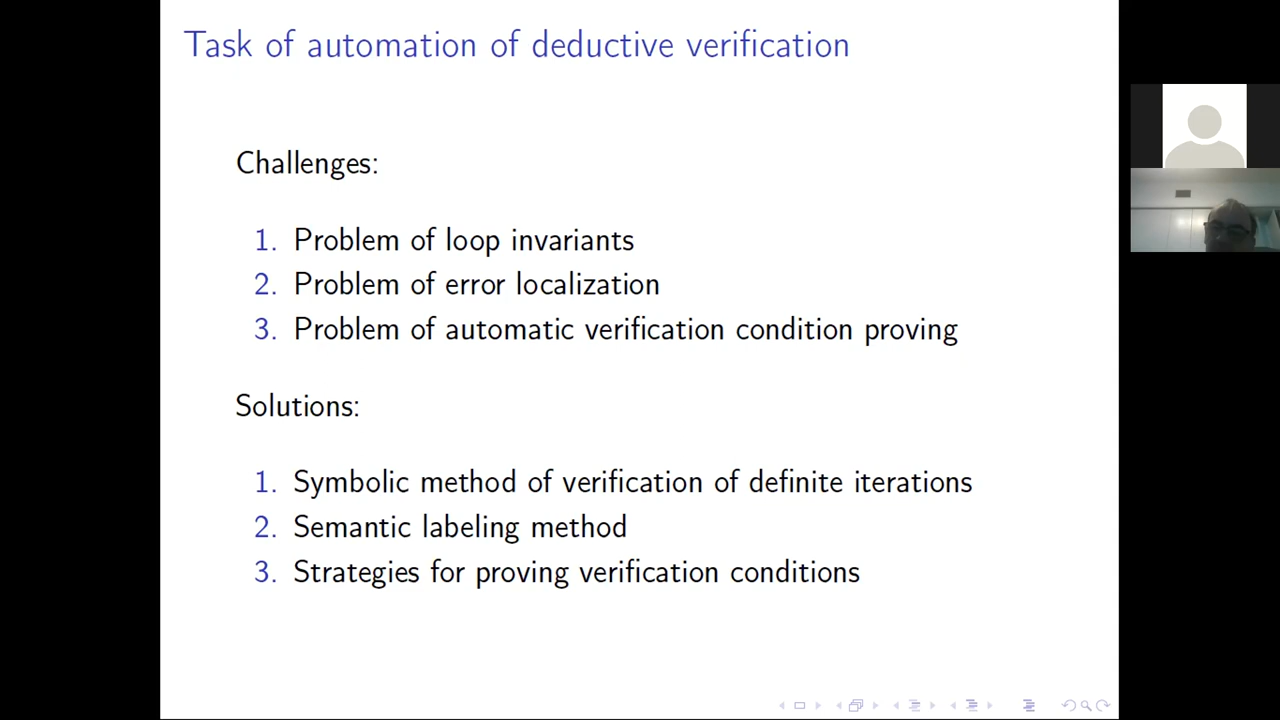 Task of automation of deductive verification
Challenges:
1. Problem of loop invariants
2. Problem of error localization
3. Problem of automatic verification condition proving
Solutions:
1. Symbolic method of verification of definite iterations
2. Semantic labeling method
3. Strategies for proving verification conditions